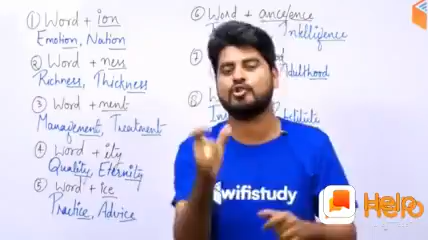 ① Word + ion
Emotion, Nation
② Word + ness
Richness, Thickness
③ Word + ment
Management, Treatment
④ Word + ity
Quality, Eternity
⑤ Word + ice
Practice, Advice
⑥ Word + ance/ence
Intelligence
⑦
Adulthood
⑧
wifistudy
Help